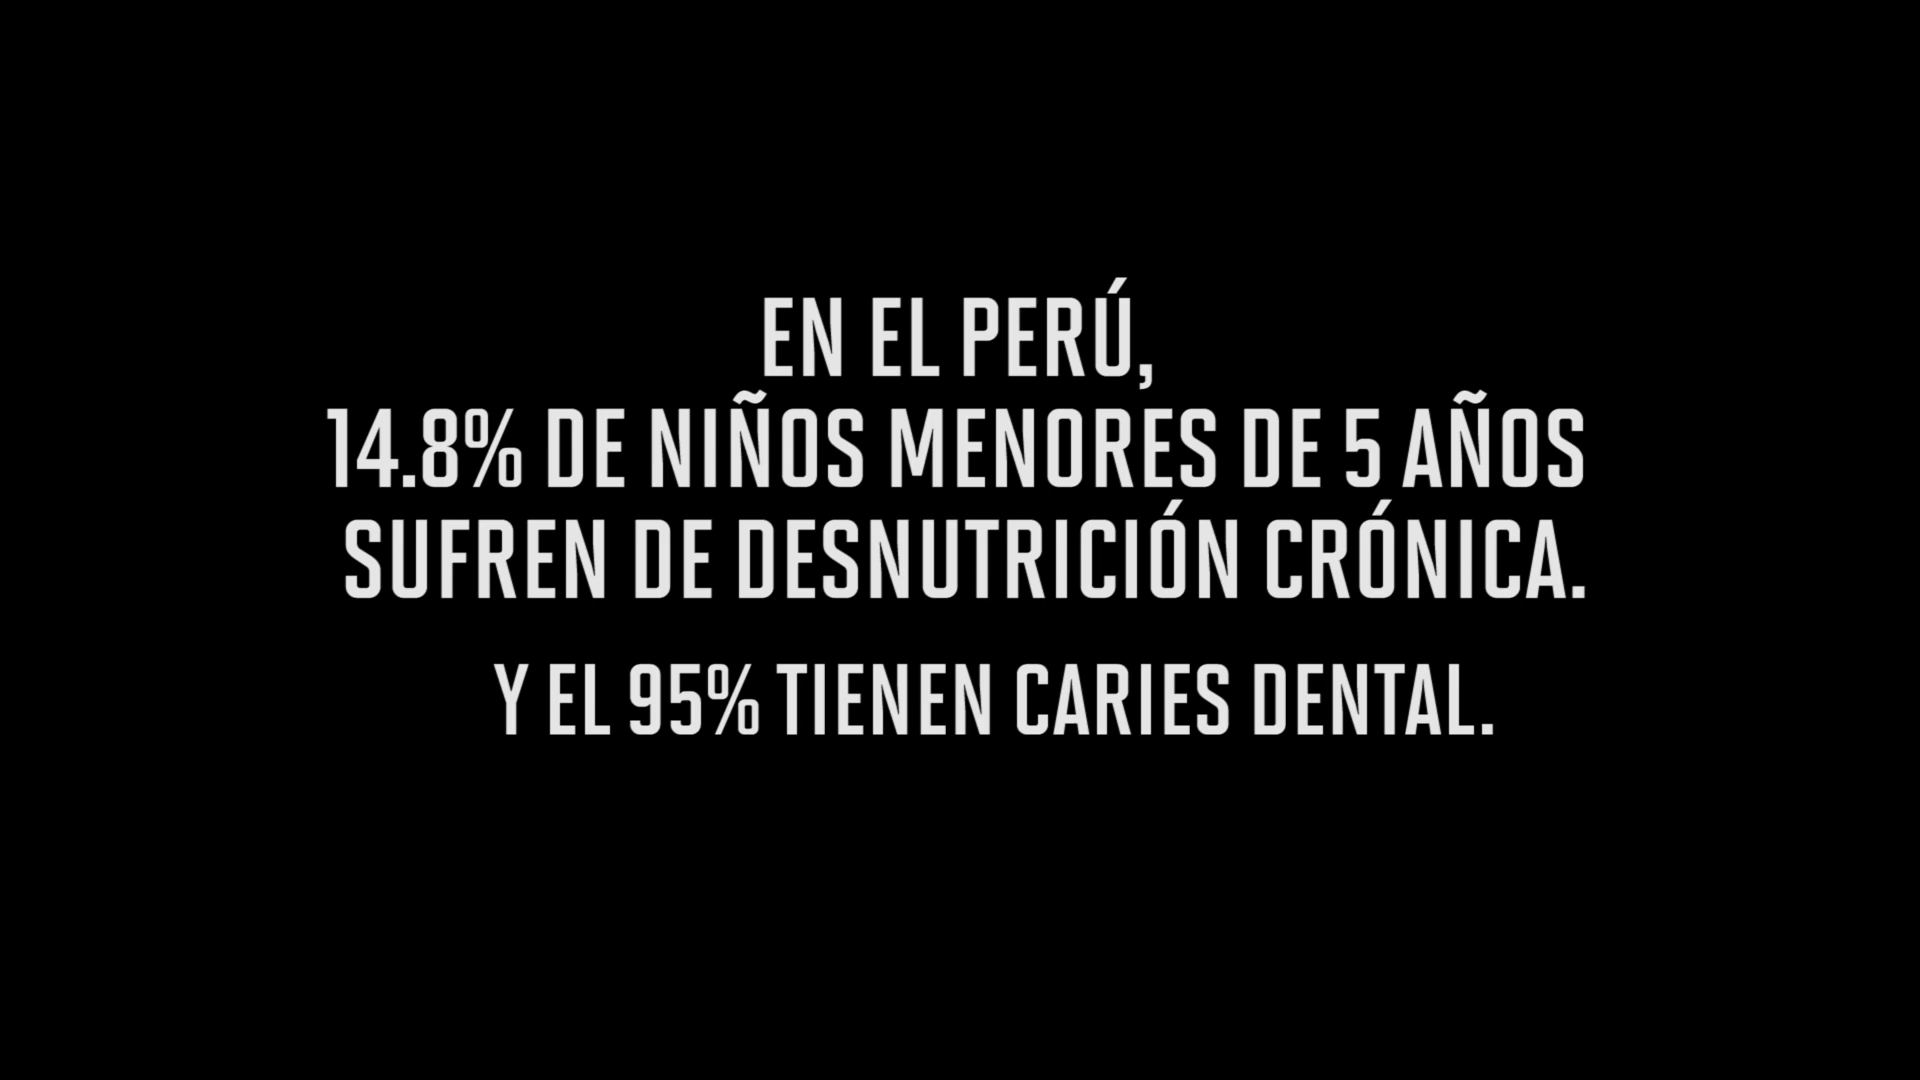 EN EL PERÚ,
14.8% DE NIÑOS MENORES DE 5 AÑOS
SUFREN DE DESNUTRICIÓN CRÓNICA.
Y EL 95% TIENEN CARIES DENTAL.